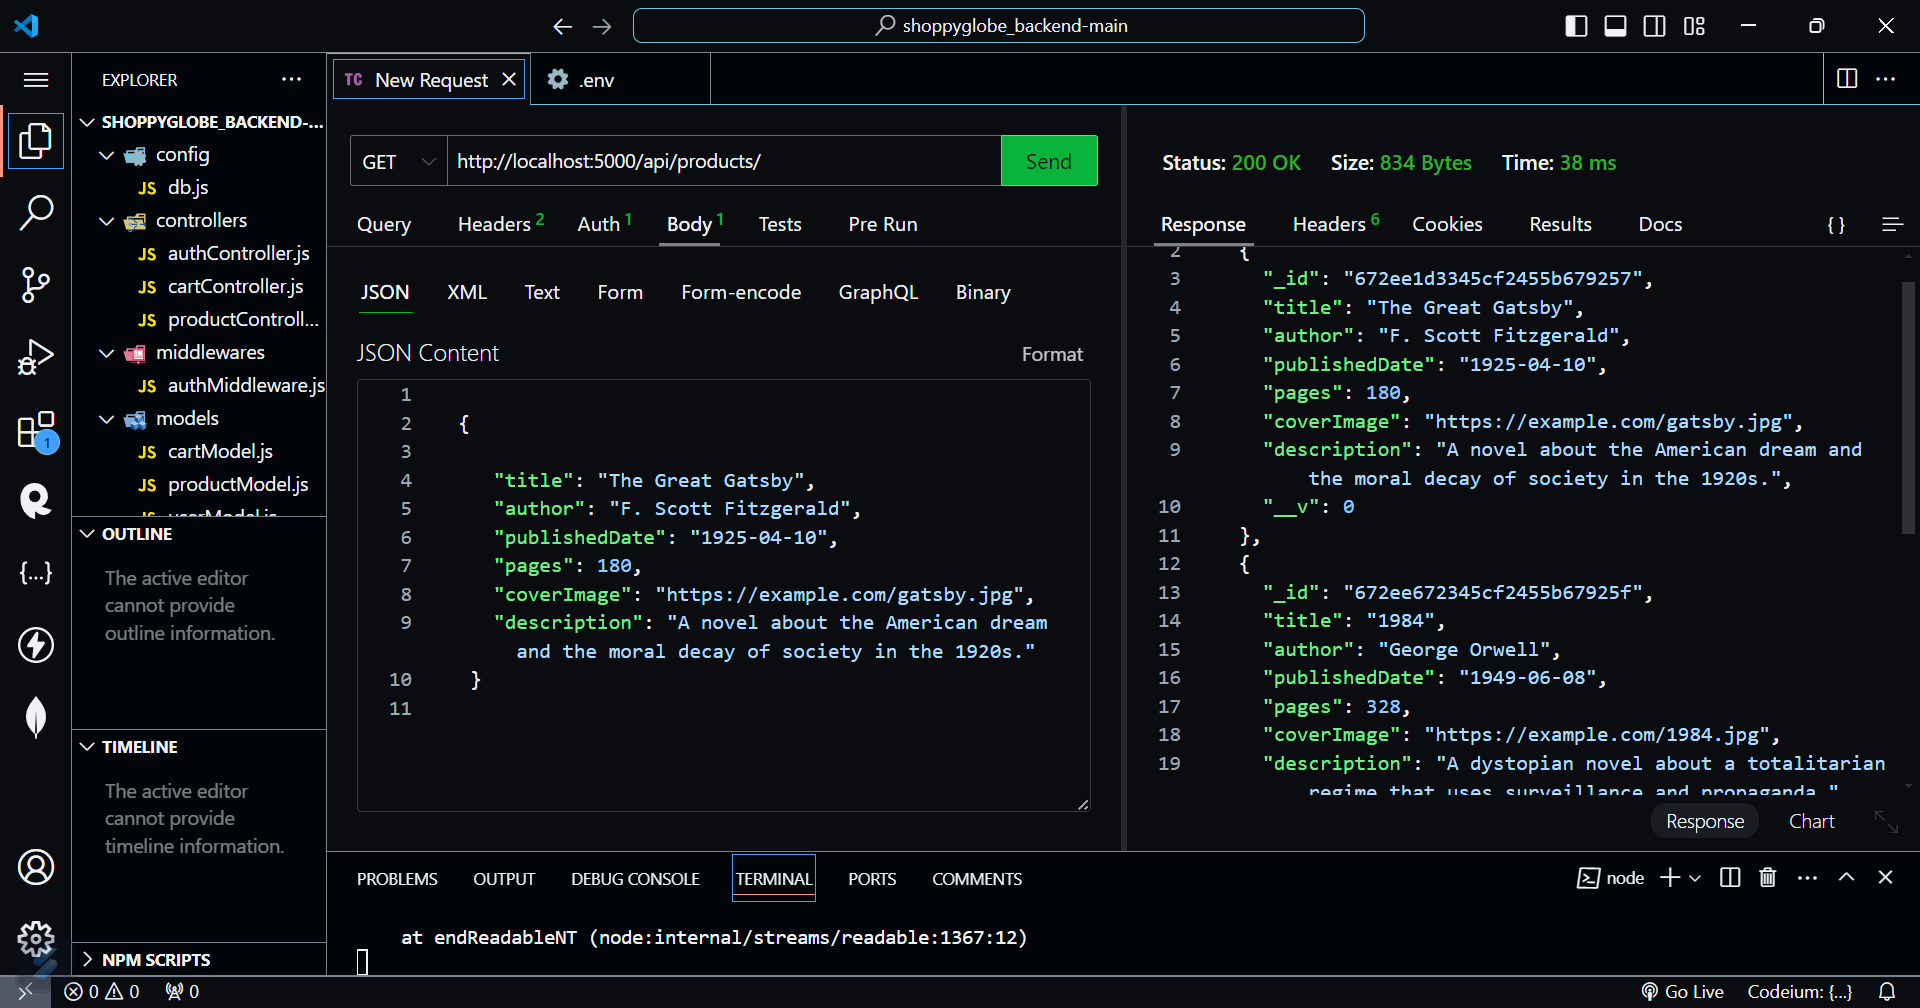 shoppyglobe_backend-main
EXPLORER
TC New Request
.env
SHOPPYGLOBE_BACKEND-...
config
JS db.js
controllers
JS authController.js
JS cartController.js
JS productControll...
middlewares
JS authMiddleware.js
models
JS cartModel.js
JS productModel.js
JS userModel.js
OUTLINE
The active editor
cannot provide
outline information.
TIMELINE
The active editor
cannot provide
timeline information.
NPM SCRIPTS
1
{...}
GET
http://localhost:5000/api/products/
Send
Query Headers 2 Auth 1 Body 1 Tests Pre Run
JSON XML Text Form Form-encode GraphQL Binary
JSON Content
Format
1
2 {
3
4 "title": "The Great Gatsby",
5 "author": "F. Scott Fitzgerald",
6 "publishedDate": "1925-04-10",
7 "pages": 180,
8 "coverImage": "https://example.com/gatsby.jpg",
9 "description": "A novel about the American dream
and the moral decay of society in the 1920s."
10 }
11
Status: 200 OK Size: 834 Bytes Time: 38 ms
Response Headers 6 Cookies Results Docs {}
2 {
3 "_id": "672ee1d3345cf2455b679257",
4 "title": "The Great Gatsby",
5 "author": "F. Scott Fitzgerald",
6 "publishedDate": "1925-04-10",
7 "pages": 180,
8 "coverImage": "https://example.com/gatsby.jpg",
9 "description": "A novel about the American dream and
the moral decay of society in the 1920s.",
10 "__v": 0
11 },
12 {
13 "_id": "672ee672345cf2455b67925f",
14 "title": "1984",
15 "author": "George Orwell",
16 "publishedDate": "1949-06-08",
17 "pages": 328,
18 "coverImage": "https://example.com/1984.jpg",
19 "description": "A dystopian novel about a totalitarian
regime that uses surveillance and propaganda."
Response Chart
PROBLEMS OUTPUT DEBUG CONSOLE TERMINAL PORTS COMMENTS
node
at endReadableNT (node:internal/streams/readable:1367:12)
0 0 0
Go Live Codeium: {...}